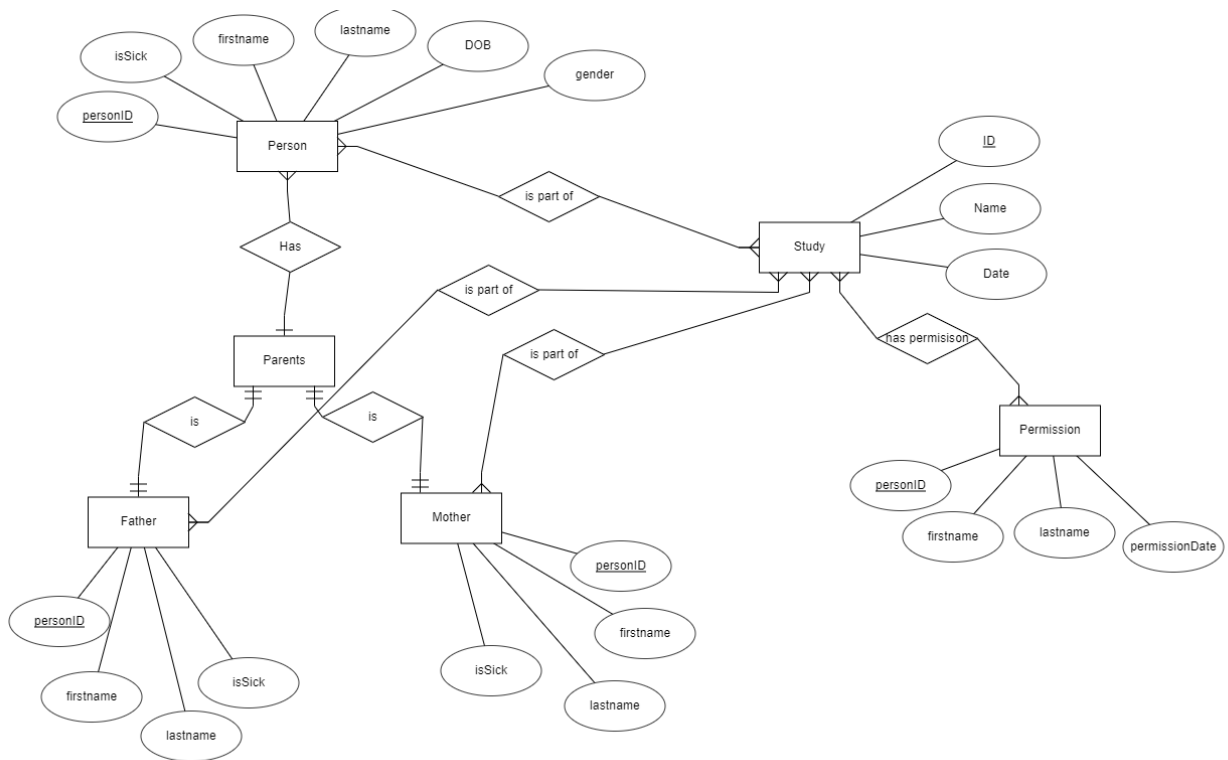 lastname
firstname
DOB
isSick
gender
personID
Person
ID
is part of
Name
Study
Has
Date
is part of
has permisison
is part of
Parents
is
is
Permission
personID
Father
Mother
firstname
lastname
permissionDate
personID
personID
firstname
isSick
isSick
firstname
lastname
lastname